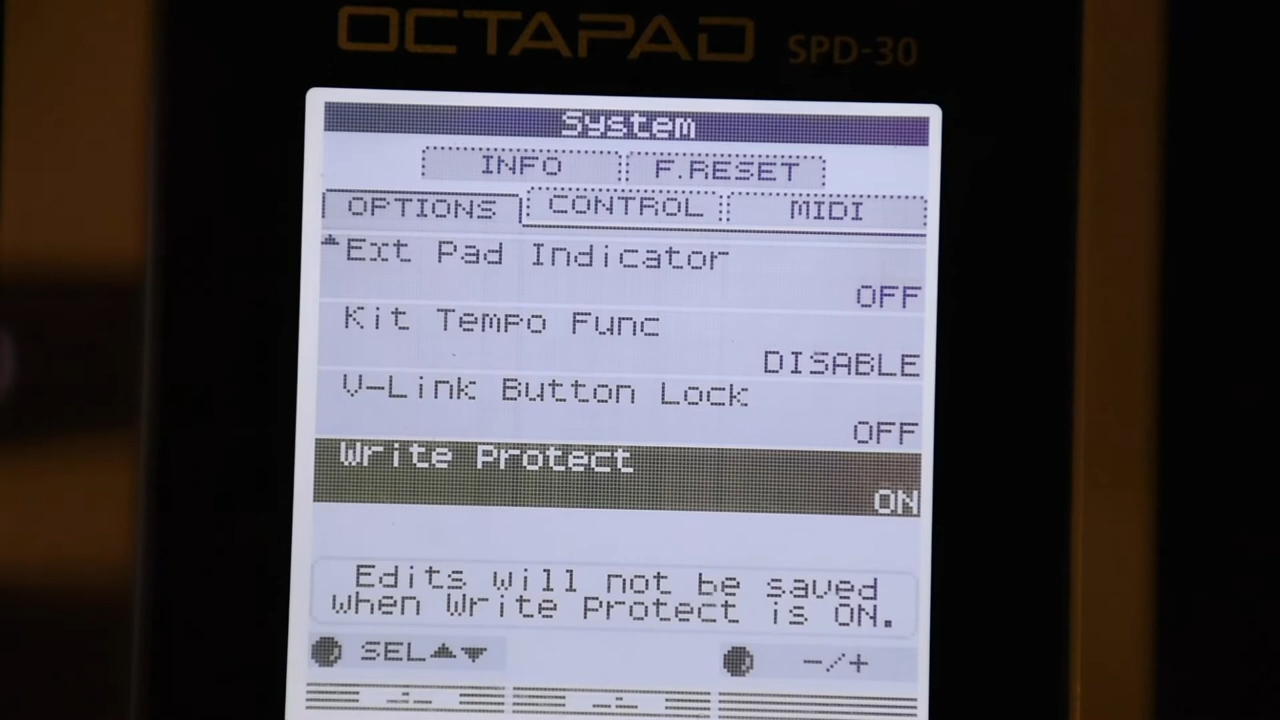 OCTAPAD SPD-30
System
INFO F.RESET
OPTIONS CONTROL MIDI
Ext Pad Indicator
OFF
Kit Tempo Func
DISABLE
V-Link Button Lock
OFF
Write Protect
ON
Edits will not be saved
when Write Protect is ON.
SEL▲▼ −/+